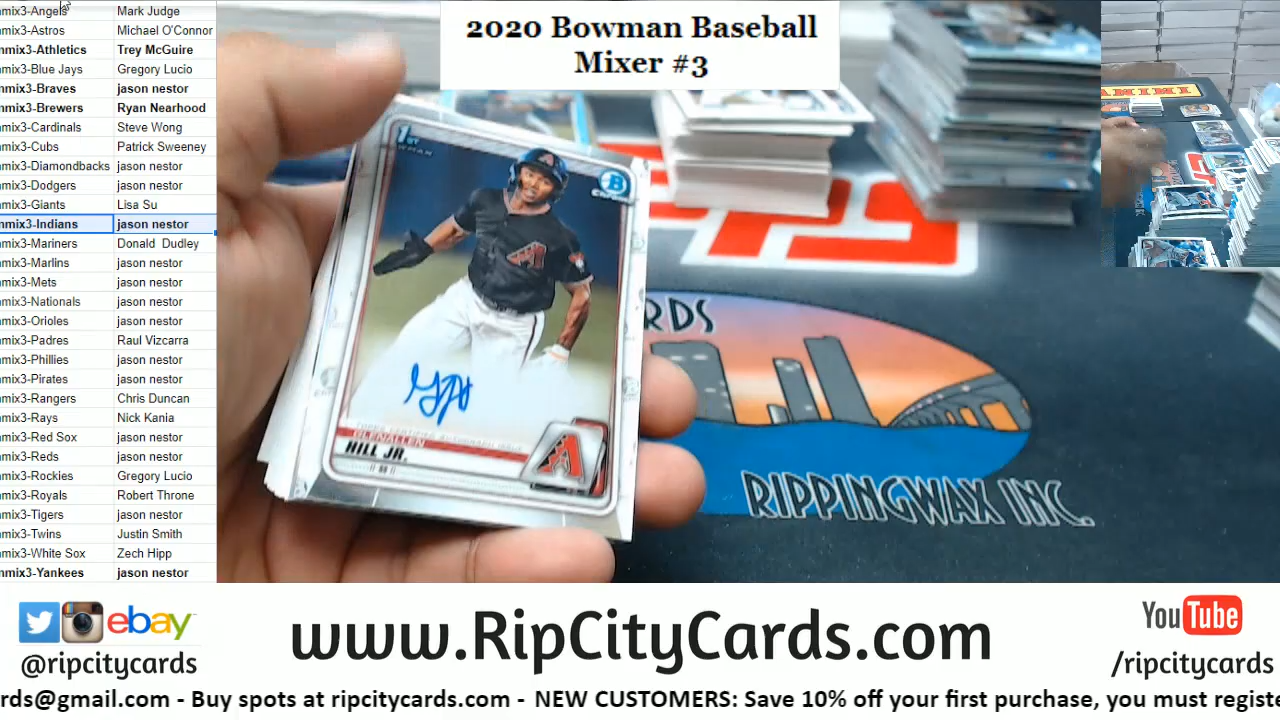 mix3-Angels Mark Judge
mix3-Astros Michael O'Connor
mix3-Athletics Trey McGuire
mix3-Blue Jays Gregory Lucio
mix3-Braves jason nestor
mix3-Brewers Ryan Nearhood
mix3-Cardinals Steve Wong
mix3-Cubs Patrick Sweeney
mix3-Diamondbacks jason nestor
mix3-Dodgers jason nestor
mix3-Giants Lisa Su
mix3-Indians jason nestor
mix3-Mariners Donald Dudley
mix3-Marlins jason nestor
mix3-Mets jason nestor
mix3-Nationals jason nestor
mix3-Orioles jason nestor
mix3-Padres Raul Vizcarra
mix3-Phillies jason nestor
mix3-Pirates jason nestor
mix3-Rangers Chris Duncan
mix3-Rays Nick Kania
mix3-Red Sox jason nestor
mix3-Reds jason nestor
mix3-Rockies Gregory Lucio
mix3-Royals Robert Throne
mix3-Tigers jason nestor
mix3-Twins Justin Smith
mix3-White Sox Zech Hipp
mix3-Yankees jason nestor
2020 Bowman Baseball
Mixer #3
1ST
B
TOPPS CERTIFIED AUTOGRAPH ISSUE
GLENALLEN
HILL JR.
RDS
RIPPINGWAX INC.
ebay
@ripcitycards
www.RipCityCards.com
YouTube
/ripcitycards
rds@gmail.com - Buy spots at ripcitycards.com - NEW CUSTOMERS: Save 10% off your first purchase, you must registe